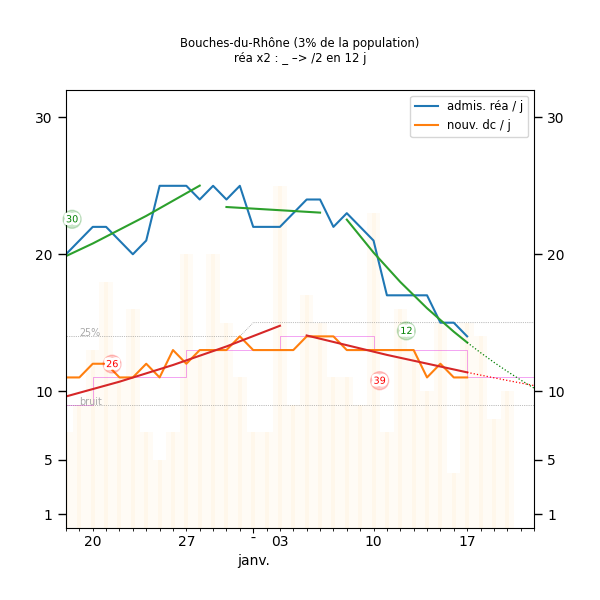 Bouches-du-Rhône (3% de la population)
réa x2 : _ –> /2 en 12 j
admis. réa / j
nouv. dc / j
30 30
20 20
10 10
5 5
1 1
30
25%
26
12
39
bruit
20 27 - 03 10 17
janv.